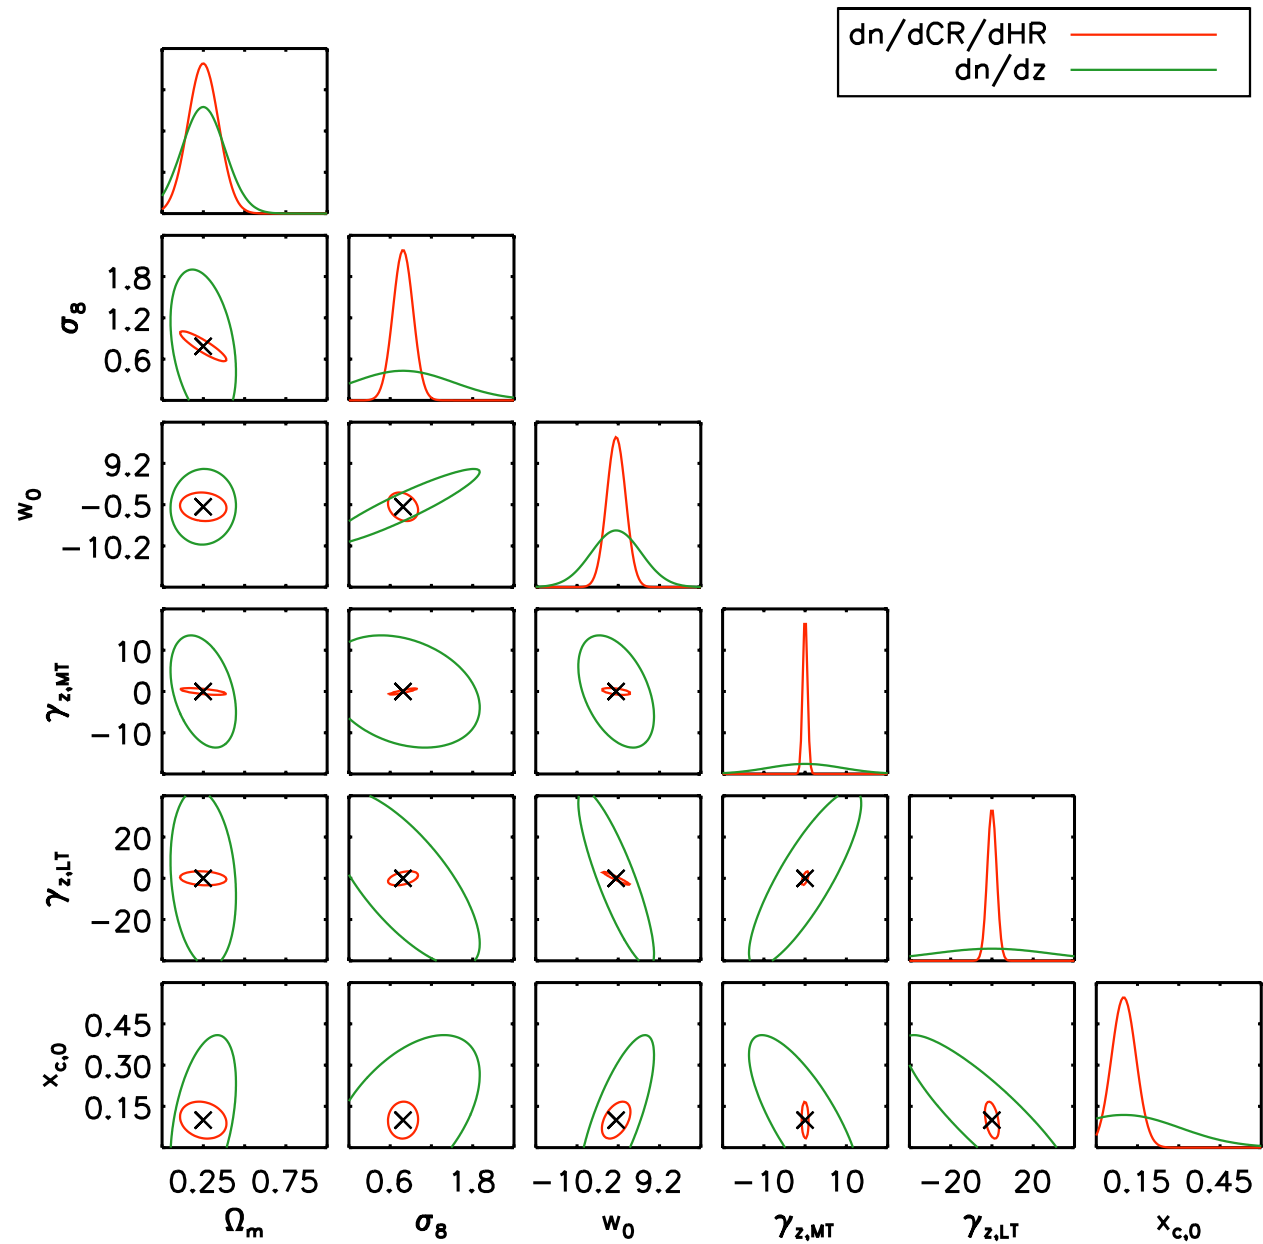 dn/dCR/dHR
dn/dz
σ8
1.8
1.2
0.6
w0
9.2
−0.5
−10.2
γz,MT
10
0
−10
γz,LT
20
0
−20
xc,0
0.45
0.30
0.15
0.25 0.75 0.6 1.8 −10.2 9.2 −10 10 −20 20 0.15 0.45
Ωm σ8 w0 γz,MT γz,LT xc,0